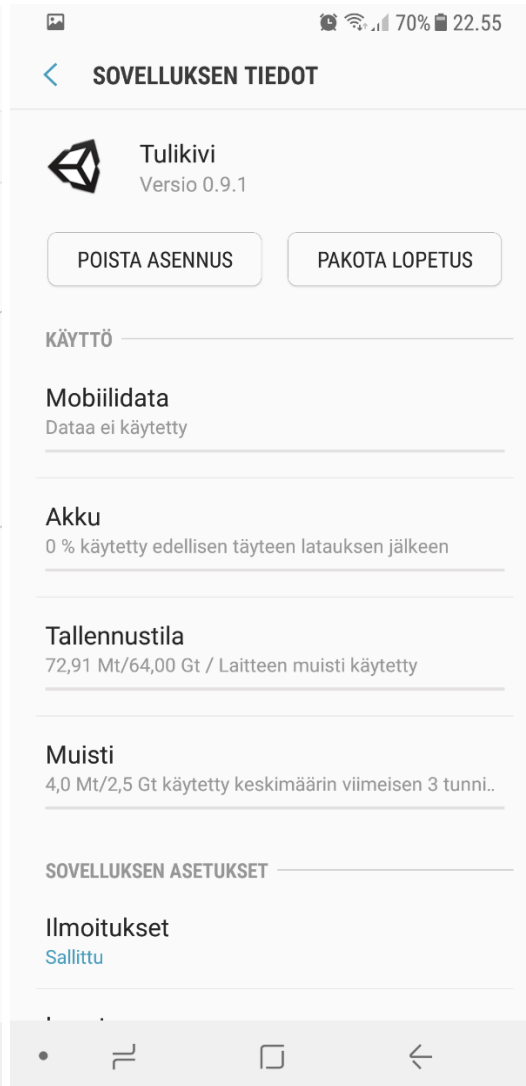 70% 22.55
SOVELLUKSEN TIEDOT
Tulikivi
Versio 0.9.1
POISTA ASENNUS
PAKOTA LOPETUS
KÄYTTÖ
Mobiilidata
Dataa ei käytetty
Akku
0 % käytetty edellisen täyteen latauksen jälkeen
Tallennustila
72,91 Mt/64,00 Gt / Laitteen muisti käytetty
Muisti
4,0 Mt/2,5 Gt käytetty keskimäärin viimeisen 3 tunni..
SOVELLUKSEN ASETUKSET
Ilmoitukset
Sallittu